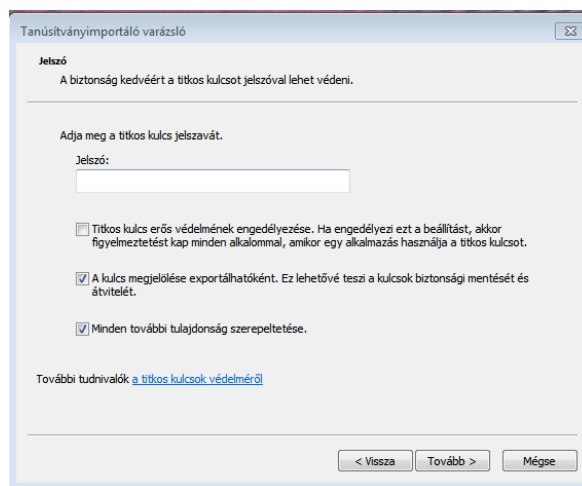 Tanúsítványimportáló varázsló
Jelszó
A biztonság kedvéért a titkos kulcsot jelszóval lehet védeni.
Adja meg a titkos kulcs jelszavát.
Jelszó:
Titkos kulcs erős védelmének engedélyezése. Ha engedélyezi ezt a beállítást, akkor
figyelmeztetést kap minden alkalommal, amikor egy alkalmazás használja a titkos kulcsot.
A kulcs megjelölése exportálhatóként. Ez lehetővé teszi a kulcsok biztonsági mentését és
átvitelét.
Minden további tulajdonság szerepeltetése.
További tudnivalók a titkos kulcsok védelméről
< Vissza Tovább > Mégse